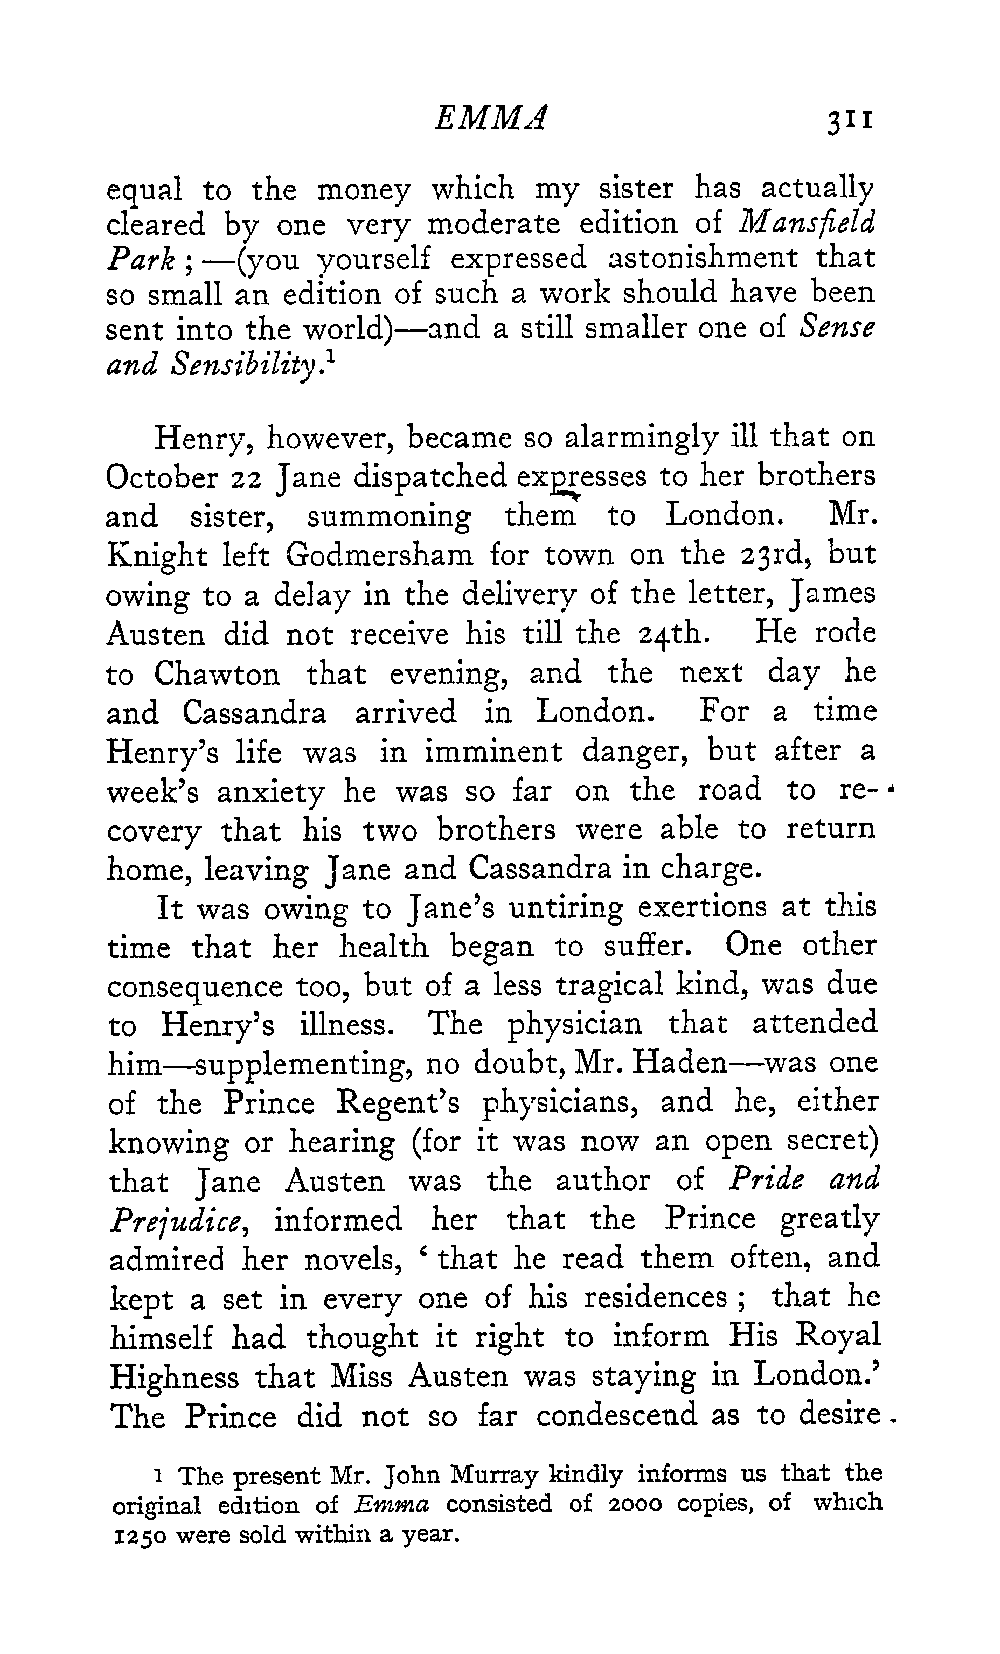 EMMA 311
equal to the money which my sister has actually
cleared by one very moderate edition of Mansfield
Park ; —(you yourself expressed astonishment that
so small an edition of such a work should have been
sent into the world)—and a still smaller one of Sense
and Sensibility.¹
Henry, however, became so alarmingly ill that on
October 22 Jane dispatched expresses to her brothers
and sister, summoning them to London. Mr.
Knight left Godmersham for town on the 23rd, but
owing to a delay in the delivery of the letter, James
Austen did not receive his till the 24th. He rode
to Chawton that evening, and the next day he
and Cassandra arrived in London. For a time
Henry's life was in imminent danger, but after a
week's anxiety he was so far on the road to re-
covery that his two brothers were able to return
home, leaving Jane and Cassandra in charge.
It was owing to Jane's untiring exertions at this
time that her health began to suffer. One other
consequence too, but of a less tragical kind, was due
to Henry's illness. The physician that attended
him—supplementing, no doubt, Mr. Haden—was one
of the Prince Regent's physicians, and he, either
knowing or hearing (for it was now an open secret)
that Jane Austen was the author of Pride and
Prejudice, informed her that the Prince greatly
admired her novels, ‘ that he read them often, and
kept a set in every one of his residences ; that he
himself had thought it right to inform His Royal
Highness that Miss Austen was staying in London.’
The Prince did not so far condescend as to desire
1 The present Mr. John Murray kindly informs us that the
original edition of Emma consisted of 2000 copies, of which
1250 were sold within a year.